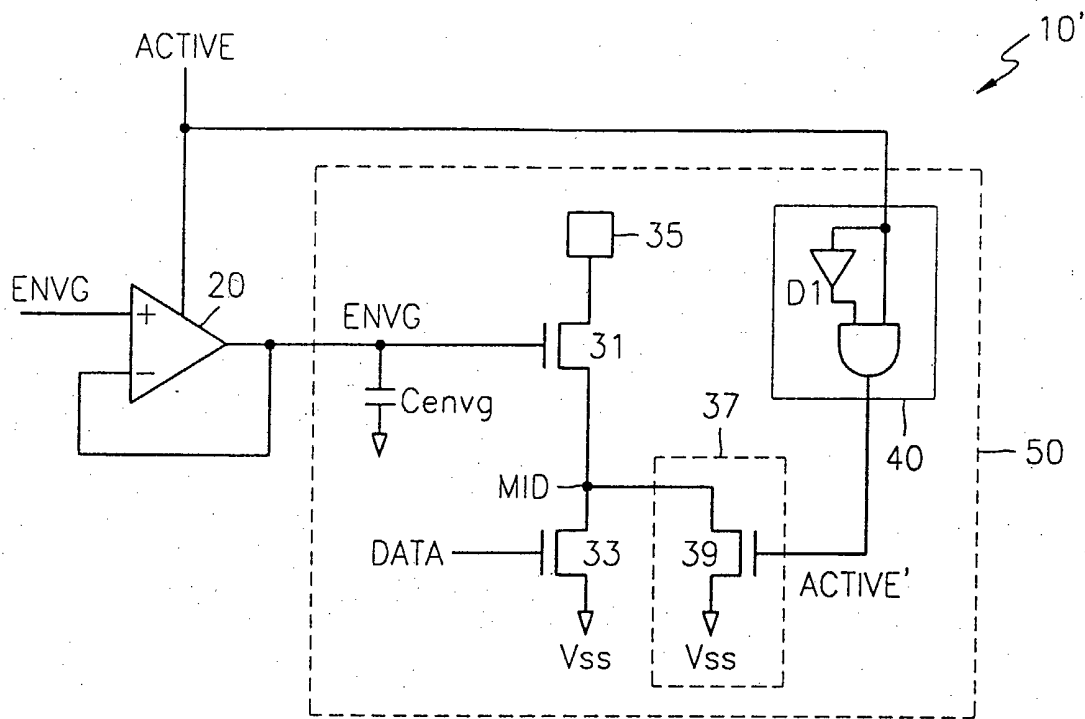 10'
ACTIVE
35
D1
ENVG
20
+
−
ENVG
31
Cenvg
37
40
50
MID
DATA
33
39
ACTIVE'
Vss
Vss